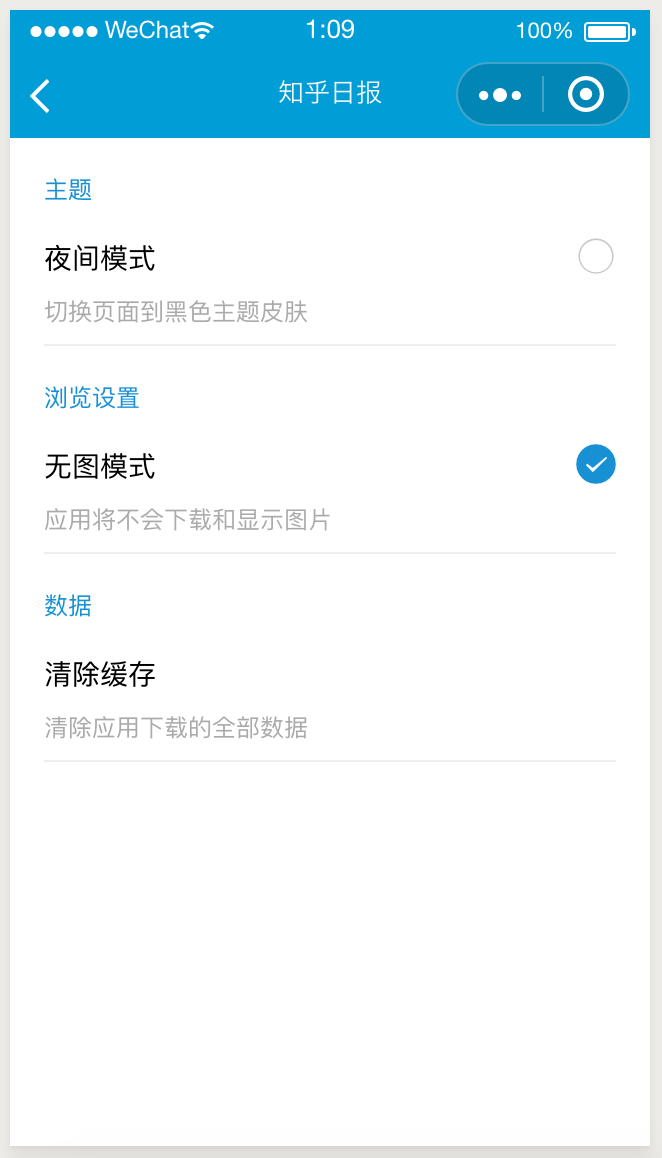 WeChat 1:09 100%
知乎日报
主题
夜间模式
切换页面到黑色主题皮肤
浏览设置
无图模式
应用将不会下载和显示图片
数据
清除缓存
清除应用下载的全部数据